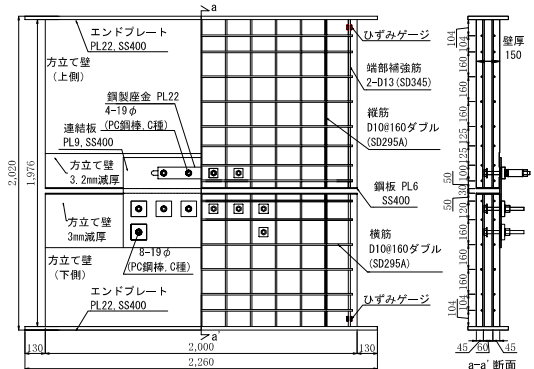 a
エンドプレート
PL22,SS400
方立て壁
(上側)
鋼製座金 PL22
4-19φ
(PC鋼棒,C種)
連結板
PL9,SS400
方立て壁
3.2mm減厚
方立て壁
3mm減厚
方立て壁
(下側)
8-19φ
(PC鋼棒,C種)
エンドプレート
PL22,SS400
ひずみゲージ
端部補強筋
2-D13(SD345)
縦筋
D10@160ダブル
(SD295A)
鋼板 PL6
SS400
横筋
D10@160ダブル
(SD295A)
ひずみゲージ
a'
2,020
1,976
130
2,000
130
2,260
壁厚
150
104
104
160
160
160
125
125
100
50
30
50
120
160
160
160
104
104
45
60
45
a-a' 断面